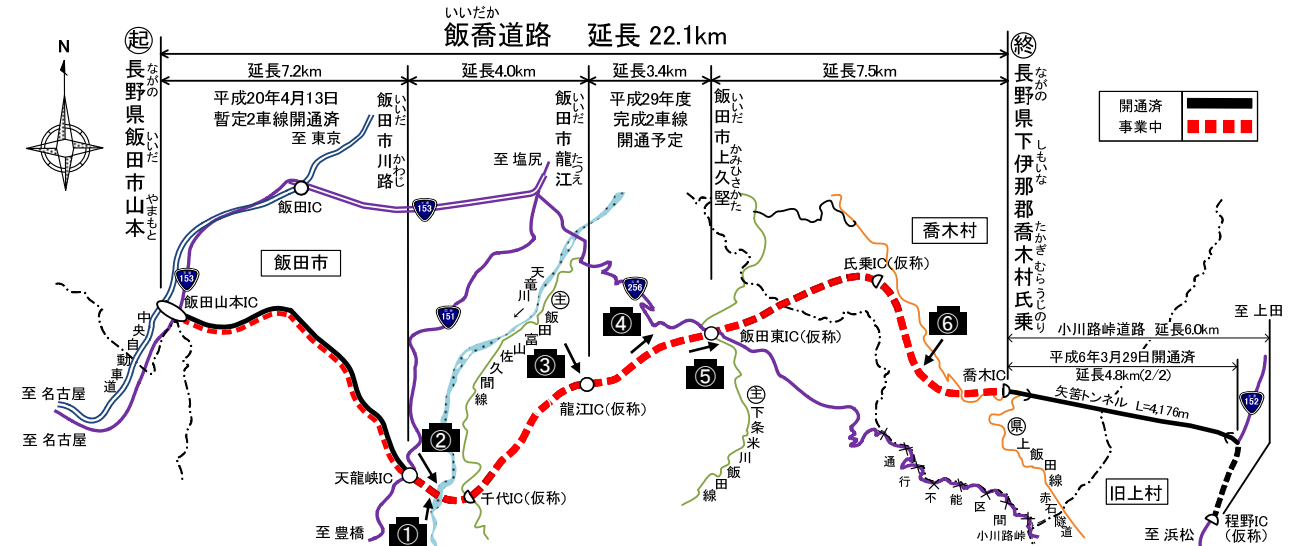 いいだか
飯喬道路 延長 22.1km
起
終
N
延長7.2km
延長4.0km
延長3.4km
延長7.5km
長野県飯田市山本
ながの
いいだ
やまもと
平成20年4月13日
暫定2車線開通済
至 東京
飯田市川路
いいだ
かわじ
飯田市龍江
いいだ
たつえ
平成29年度
完成2車線
開通予定
飯田市上久堅
いいだ
かみひさかた
長野県下伊那郡喬木村氏乗
ながの
しもいな
たかぎ むら うじのり
開通済
事業中
至 塩尻
飯田IC
153
飯田市
喬木村
153
飯田山本IC
氏乗IC(仮称)
天竜川
主
飯田富山佐久間線
256
151
④
⑥
至 上田
小川路峠道路 延長6.0km
中央自動車道
③
飯田東IC(仮称)
⑤
平成6年3月29日開通済
延長4.8km(2/2)
至 名古屋
至 名古屋
龍江IC(仮称)
主
下条米川飯田線
喬木IC
矢筈トンネル L=4,176m
152
②
県
上飯田線
赤石隧道
天龍峡IC
千代IC(仮称)
通行不能区間
旧上村
①
至 豊橋
小川路峠
至 浜松
程野IC
(仮称)